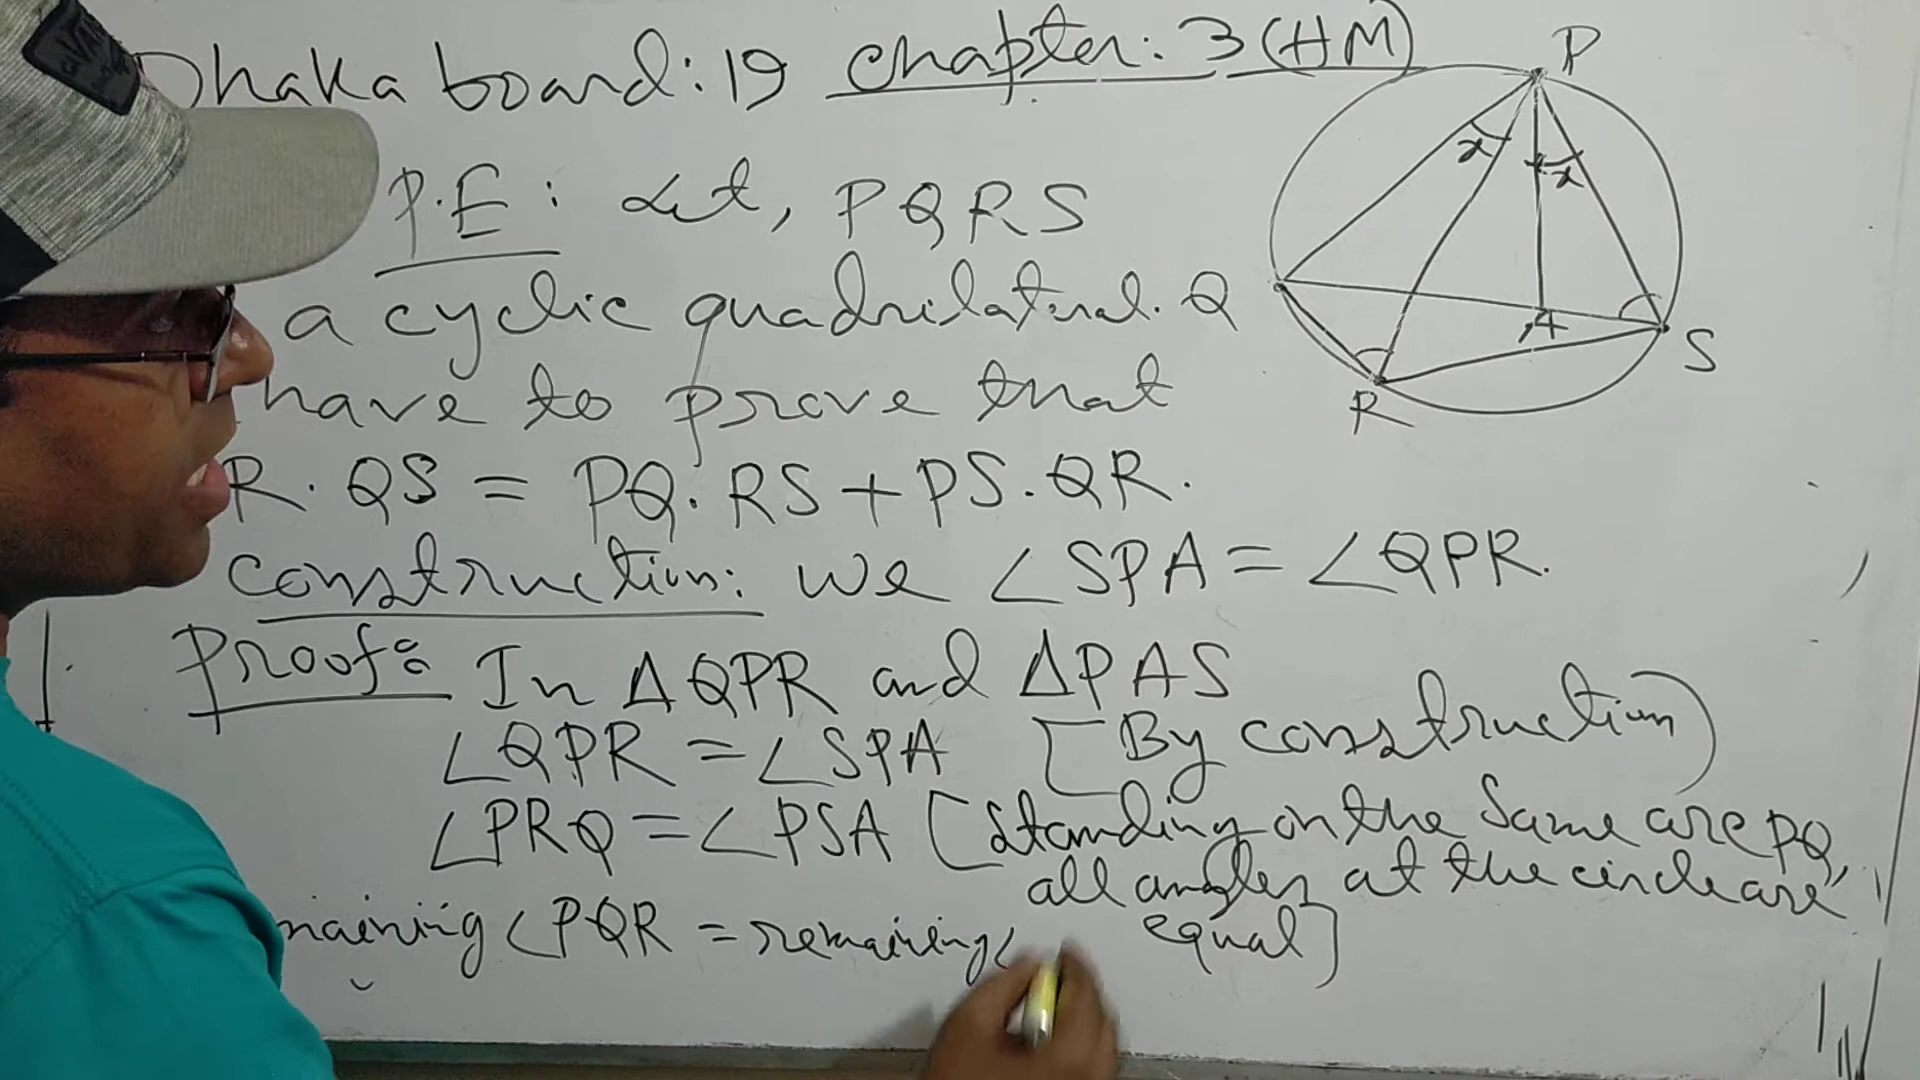 Dhaka board: 19 chapter: 3 (HM)
P.E : Let, PQRS
a cyclic quadrilateral.
have to prove that
R. QS = PQ. RS + PS. QR.
construction: we ∠SPA = ∠QPR.
Proof: In ΔQPR and ΔPAS
∠QPR = ∠SPA [By construction)
∠PRQ = ∠PSA [Standing on the same arc PQ,
all angles at the circle are
equal]
maining ∠PQR = remaining ∠
P
x
x
Q
A
S
R